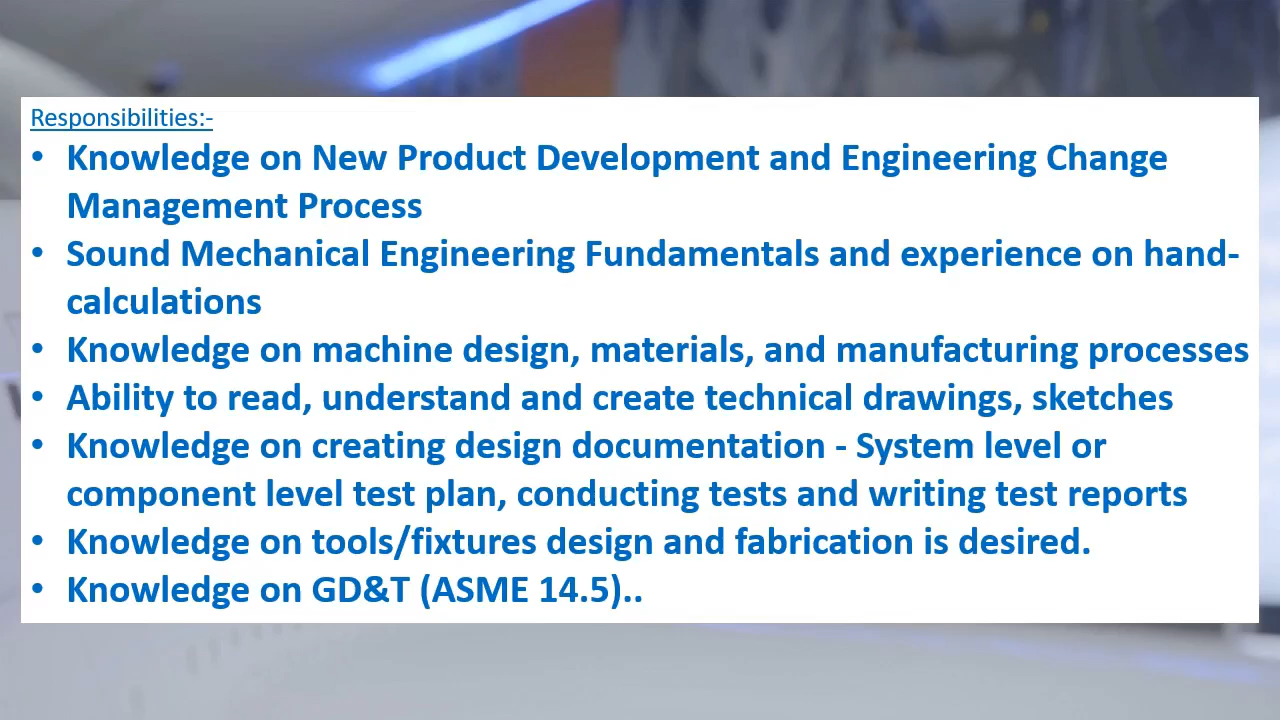 Responsibilities:-
• Knowledge on New Product Development and Engineering Change
Management Process
• Sound Mechanical Engineering Fundamentals and experience on hand-
calculations
• Knowledge on machine design, materials, and manufacturing processes
• Ability to read, understand and create technical drawings, sketches
• Knowledge on creating design documentation - System level or
component level test plan, conducting tests and writing test reports
• Knowledge on tools/fixtures design and fabrication is desired.
• Knowledge on GD&T (ASME 14.5)..